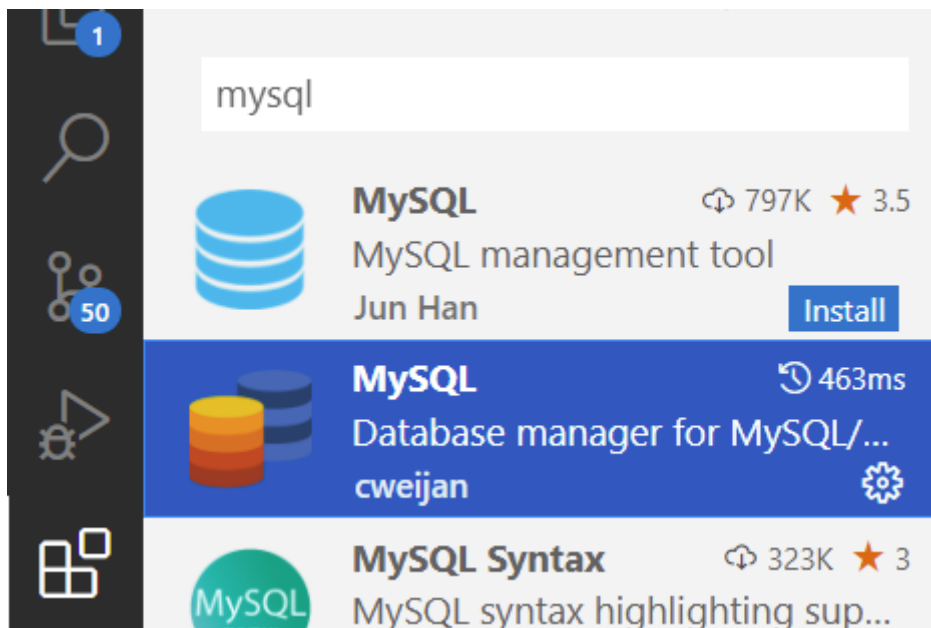 1
mysql
MySQL 797K ★ 3.5
MySQL management tool
Jun Han Install
50
MySQL 463ms
Database manager for MySQL/...
cweijan
MySQL Syntax 323K ★ 3
MySQL
MySQL syntax highlighting sup...